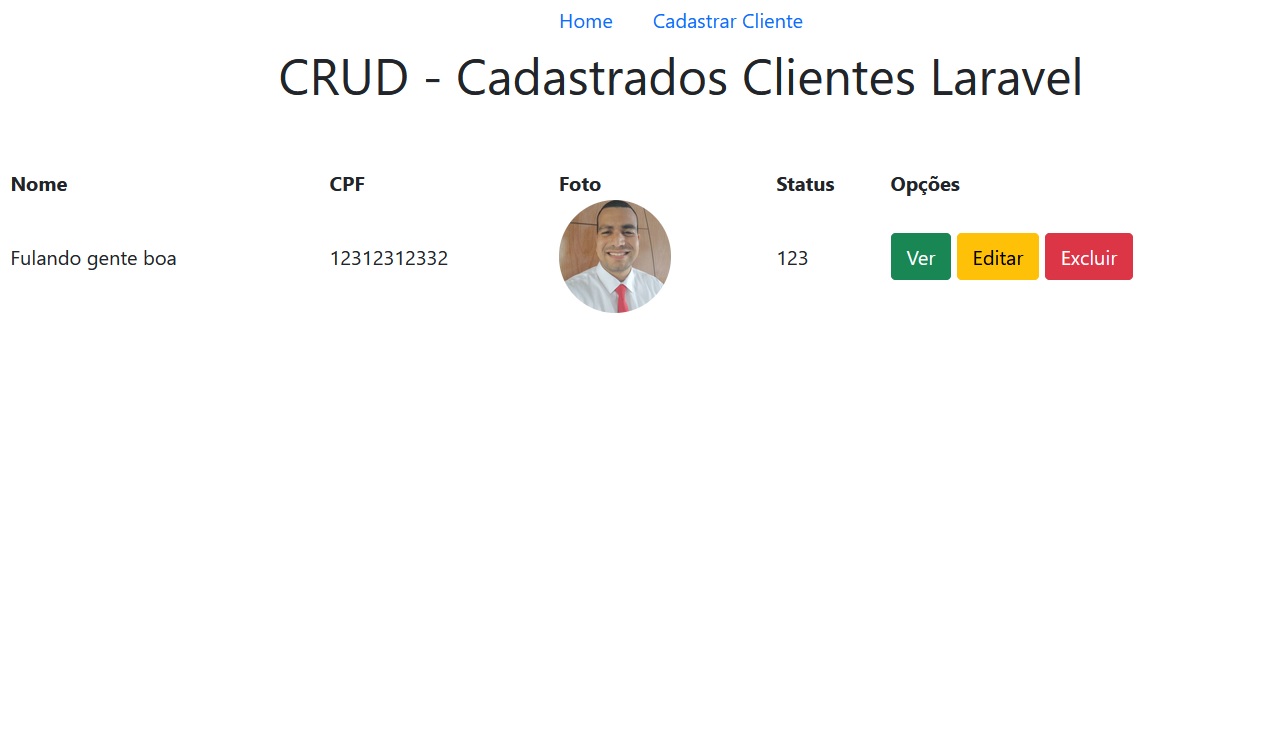 Home Cadastrar Cliente
CRUD - Cadastrados Clientes Laravel
Nome CPF Foto Status Opções
Fulando gente boa 12312312332 123 Ver Editar Excluir